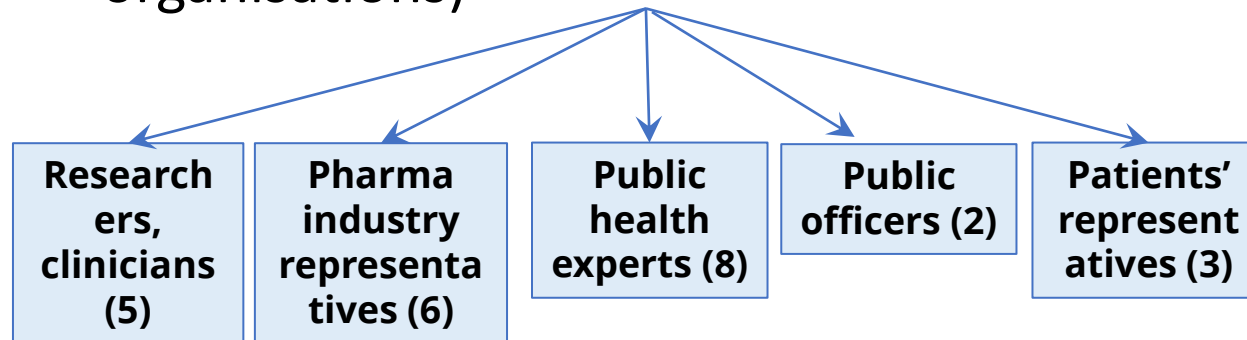 organisations)
Research
ers,
clinicians
(5)
Pharma
industry
representa
tives (6)
Public
health
experts (8)
Public
officers (2)
Patients’
represent
atives (3)